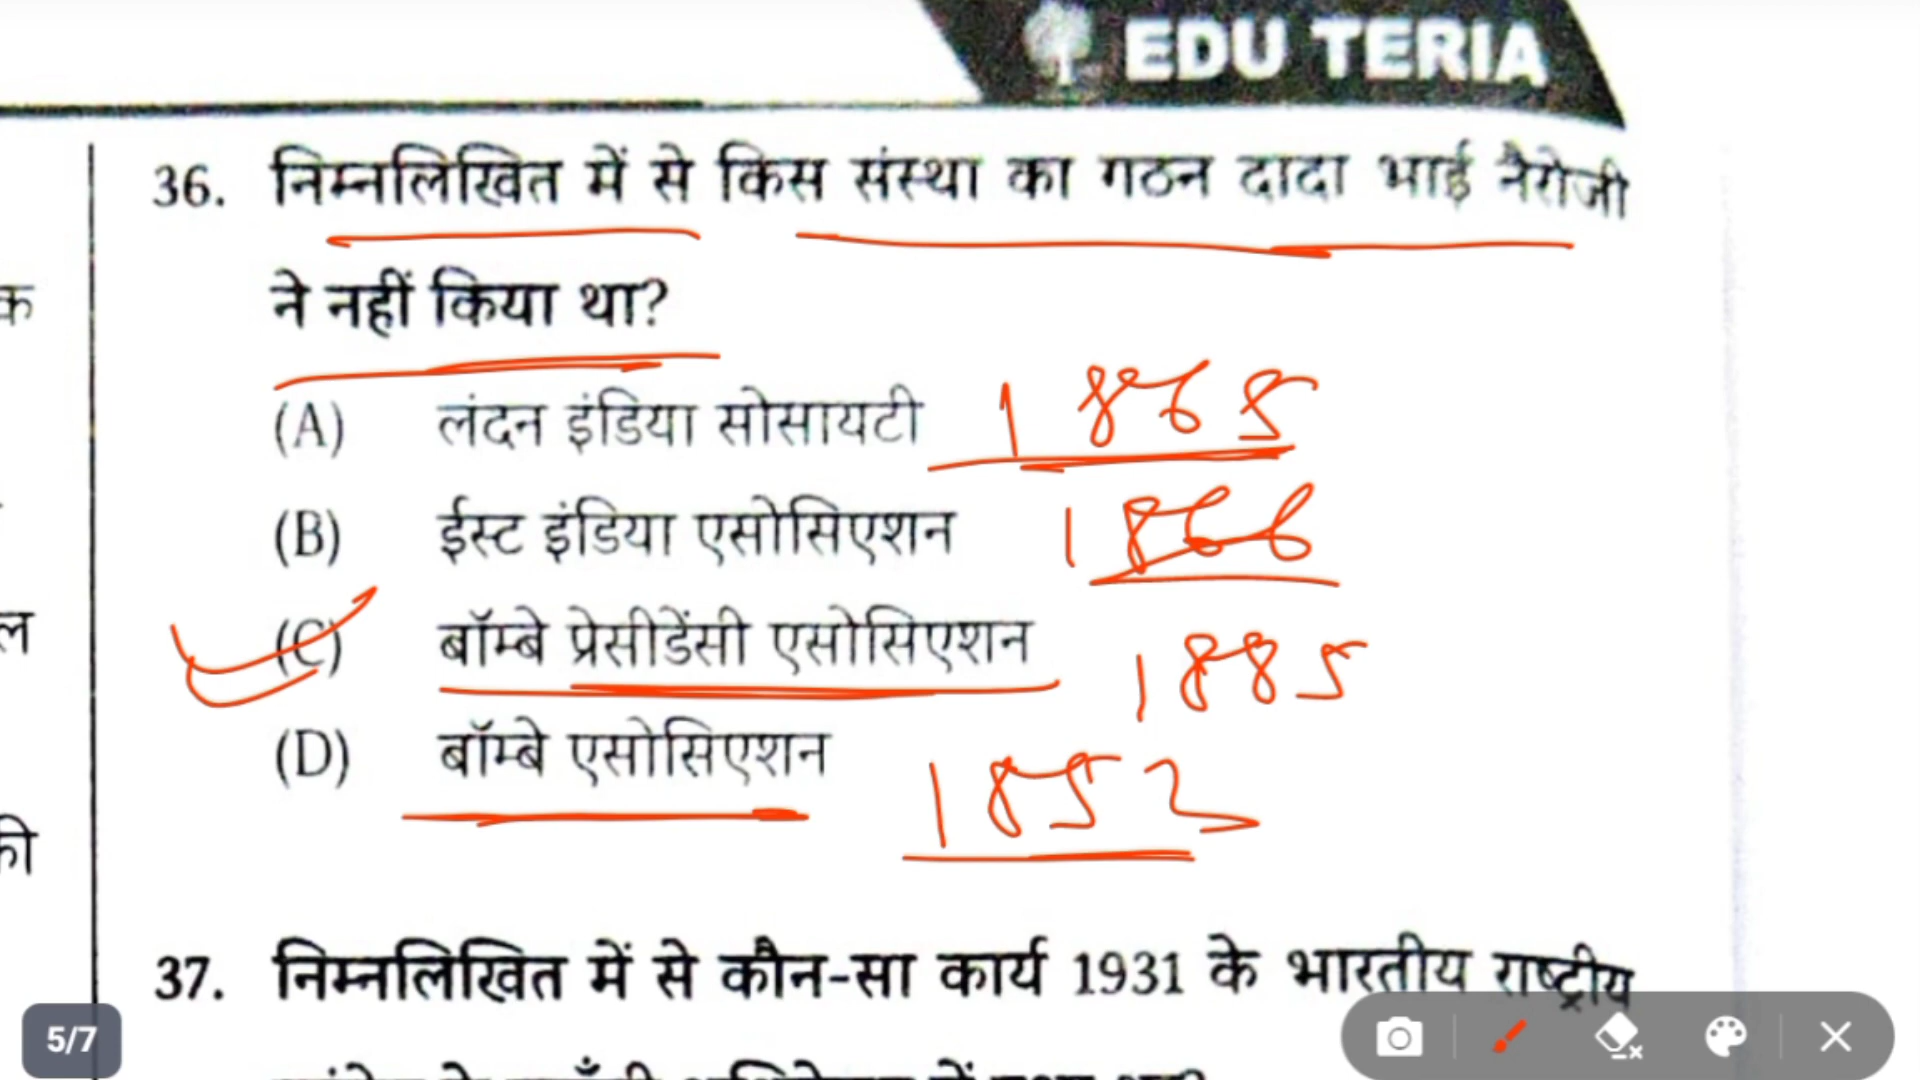 EDU TERIA
36. निम्नलिखित में से किस संस्था का गठन दादा भाई नैरोजी
ने नहीं किया था?
(A) लंदन इंडिया सोसायटी 1865
(B) ईस्ट इंडिया एसोसिएशन 1866
(C) बॉम्बे प्रेसीडेंसी एसोसिएशन 1885
(D) बॉम्बे एसोसिएशन 1852
37. निम्नलिखित में से कौन-सा कार्य 1931 के भारतीय राष्ट्रीय
5/7